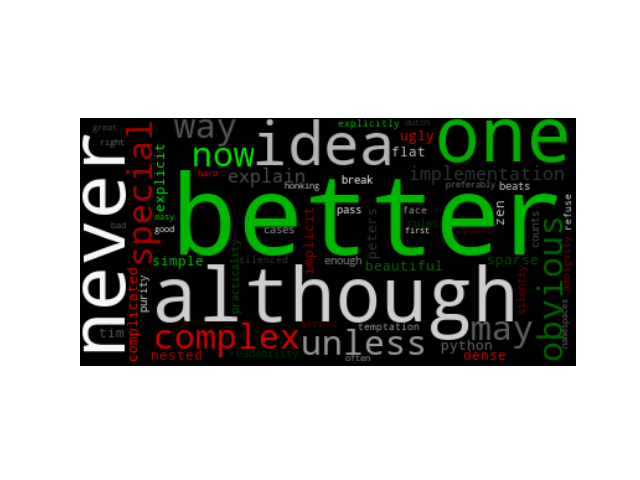 great
right
never
special
explicit
way
now
idea
explicitly
dutch
ugly
flat
one
hard
explain
honking
break
implementation
preferably
beats
easy
good
better
pass
face
rules
first
zen
counts
refuse
cases
implicit
peters
guess
bad
simple
practicality
silenced
enough
beautiful
sparse
obvious
ambiguity
silently
namespaces
complicated
purity
although
tim
complex
errors
temptation
unless
may
python
nested
readability
often
dense